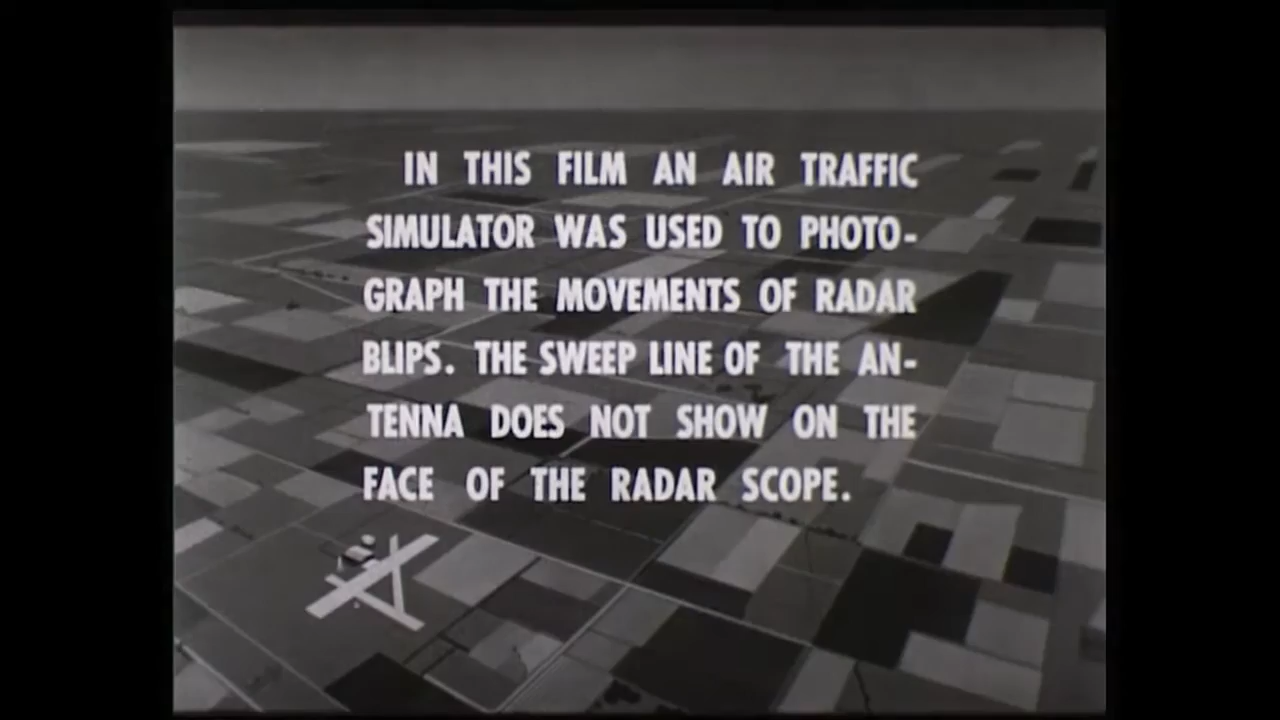 IN THIS FILM AN AIR TRAFFIC
SIMULATOR WAS USED TO PHOTO-
GRAPH THE MOVEMENTS OF RADAR
BLIPS. THE SWEEP LINE OF THE AN-
TENNA DOES NOT SHOW ON THE
FACE OF THE RADAR SCOPE.